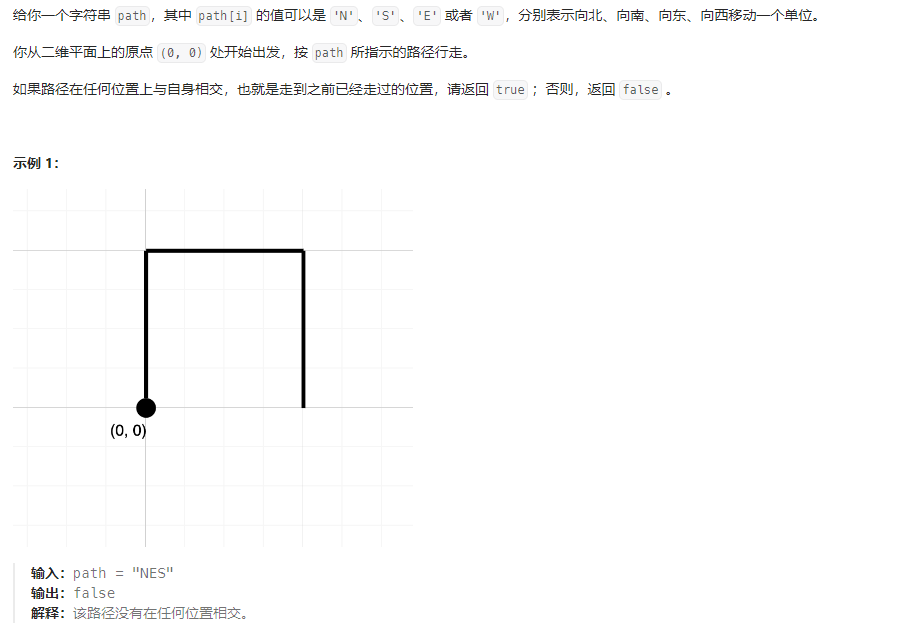 给你一个字符串 path，其中 path[i] 的值可以是 'N'、'S'、'E' 或者 'W'，分别表示向北、向南、向东、向西移动一个单位。
你从二维平面上的原点 (0, 0) 处开始出发，按 path 所指示的路径行走。
如果路径在任何位置上与自身相交，也就是走到之前已经走过的位置，请返回 true ；否则，返回 false 。
示例 1：
(0, 0)
输入：path = "NES"
输出：false
解释：该路径没有在任何位置相交。